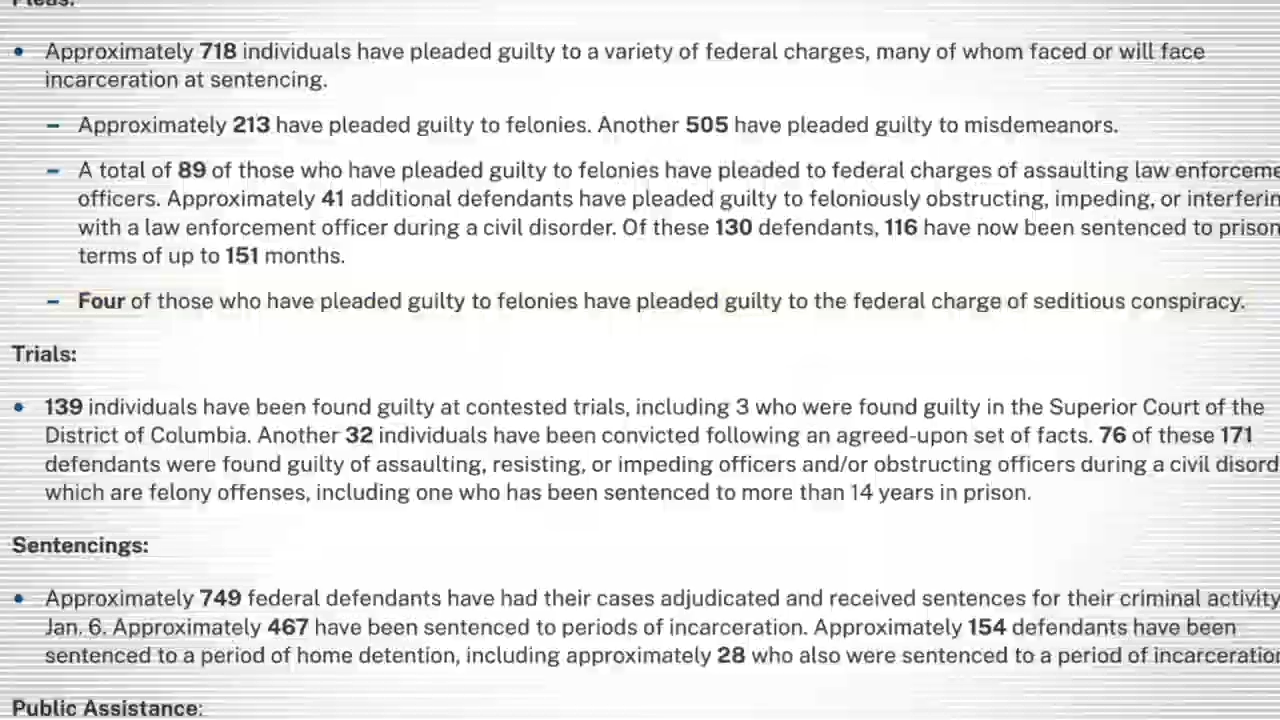 Pleas:
Approximately 718 individuals have pleaded guilty to a variety of federal charges, many of whom faced or will face
incarceration at sentencing.
– Approximately 213 have pleaded guilty to felonies. Another 505 have pleaded guilty to misdemeanors.
– A total of 89 of those who have pleaded guilty to felonies have pleaded to federal charges of assaulting law enforceme
officers. Approximately 41 additional defendants have pleaded guilty to feloniously obstructing, impeding, or interferin
with a law enforcement officer during a civil disorder. Of these 130 defendants, 116 have now been sentenced to prison
terms of up to 151 months.
– Four of those who have pleaded guilty to felonies have pleaded guilty to the federal charge of seditious conspiracy.
Trials:
139 individuals have been found guilty at contested trials, including 3 who were found guilty in the Superior Court of the
District of Columbia. Another 32 individuals have been convicted following an agreed-upon set of facts. 76 of these 171
defendants were found guilty of assaulting, resisting, or impeding officers and/or obstructing officers during a civil disord
which are felony offenses, including one who has been sentenced to more than 14 years in prison.
Sentencings:
Approximately 749 federal defendants have had their cases adjudicated and received sentences for their criminal activity
Jan. 6. Approximately 467 have been sentenced to periods of incarceration. Approximately 154 defendants have been
sentenced to a period of home detention, including approximately 28 who also were sentenced to a period of incarceration
Public Assistance: